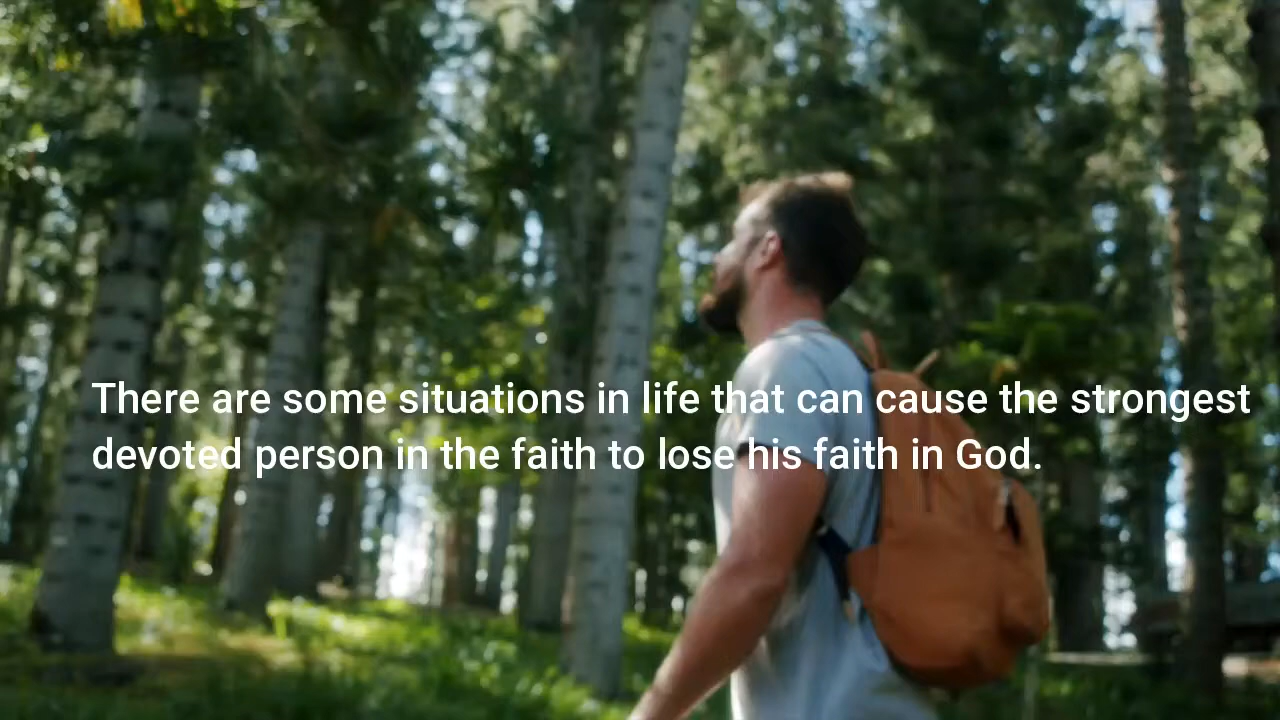 There are some situations in life that can cause the strongest
devoted person in the faith to lose his faith in God.